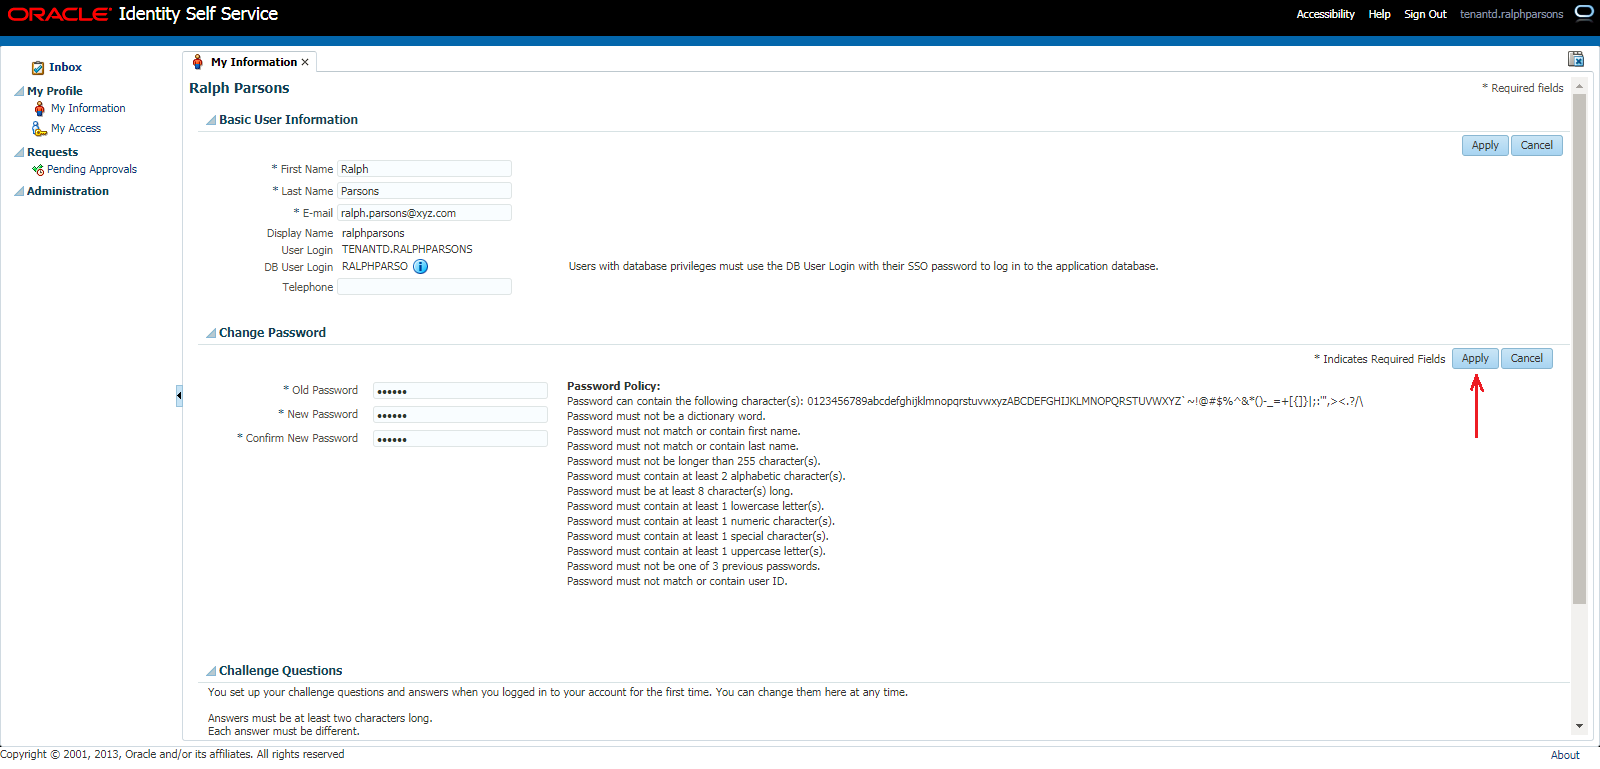 ORACLE Identity Self Service
Accessibility Help Sign Out tenantd.ralphparsons
Inbox
My Profile
My Information
My Access
Requests
Pending Approvals
Administration
My Information
Ralph Parsons
* Required fields
Basic User Information
Apply Cancel
* First Name Ralph
* Last Name Parsons
* E-mail ralph.parsons@xyz.com
Display Name ralphparsons
User Login TENANTD.RALPHPARSONS
DB User Login RALPHPARSO Users with database privileges must use the DB User Login with their SSO password to log in to the application database.
Telephone
Change Password
* Indicates Required Fields Apply Cancel
* Old Password ••••••
* New Password ••••••
* Confirm New Password ••••••
Password Policy:
Password can contain the following character(s): 0123456789abcdefghijklmnopqrstuvwxyzABCDEFGHIJKLMNOPQRSTUVWXYZ`~!@#$%^&*()-_=+[{]}|;:'",><.?/\
Password must not be a dictionary word.
Password must not match or contain first name.
Password must not match or contain last name.
Password must not be longer than 255 character(s).
Password must contain at least 2 alphabetic character(s).
Password must be at least 8 character(s) long.
Password must contain at least 1 lowercase letter(s).
Password must contain at least 1 numeric character(s).
Password must contain at least 1 special character(s).
Password must contain at least 1 uppercase letter(s).
Password must not be one of 3 previous passwords.
Password must not match or contain user ID.
Challenge Questions
You set up your challenge questions and answers when you logged in to your account for the first time. You can change them here at any time.
Answers must be at least two characters long.
Each answer must be different.
Copyright © 2001, 2013, Oracle and/or its affiliates. All rights reserved
About